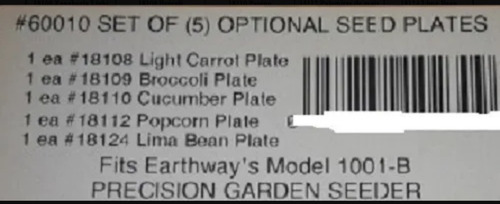 #60010 SET OF (5) OPTIONAL SEED PLATES
1 ea #18108 Light Carrot Plate
1 ea #18109 Broccoli Plate
1 ea #18110 Cucumber Plate
1 ea #18112 Popcorn Plate
1 ea #18124 Lima Bean Plate
Fits Earthway's Model 1001-B
PRECISION GARDEN SEEDER